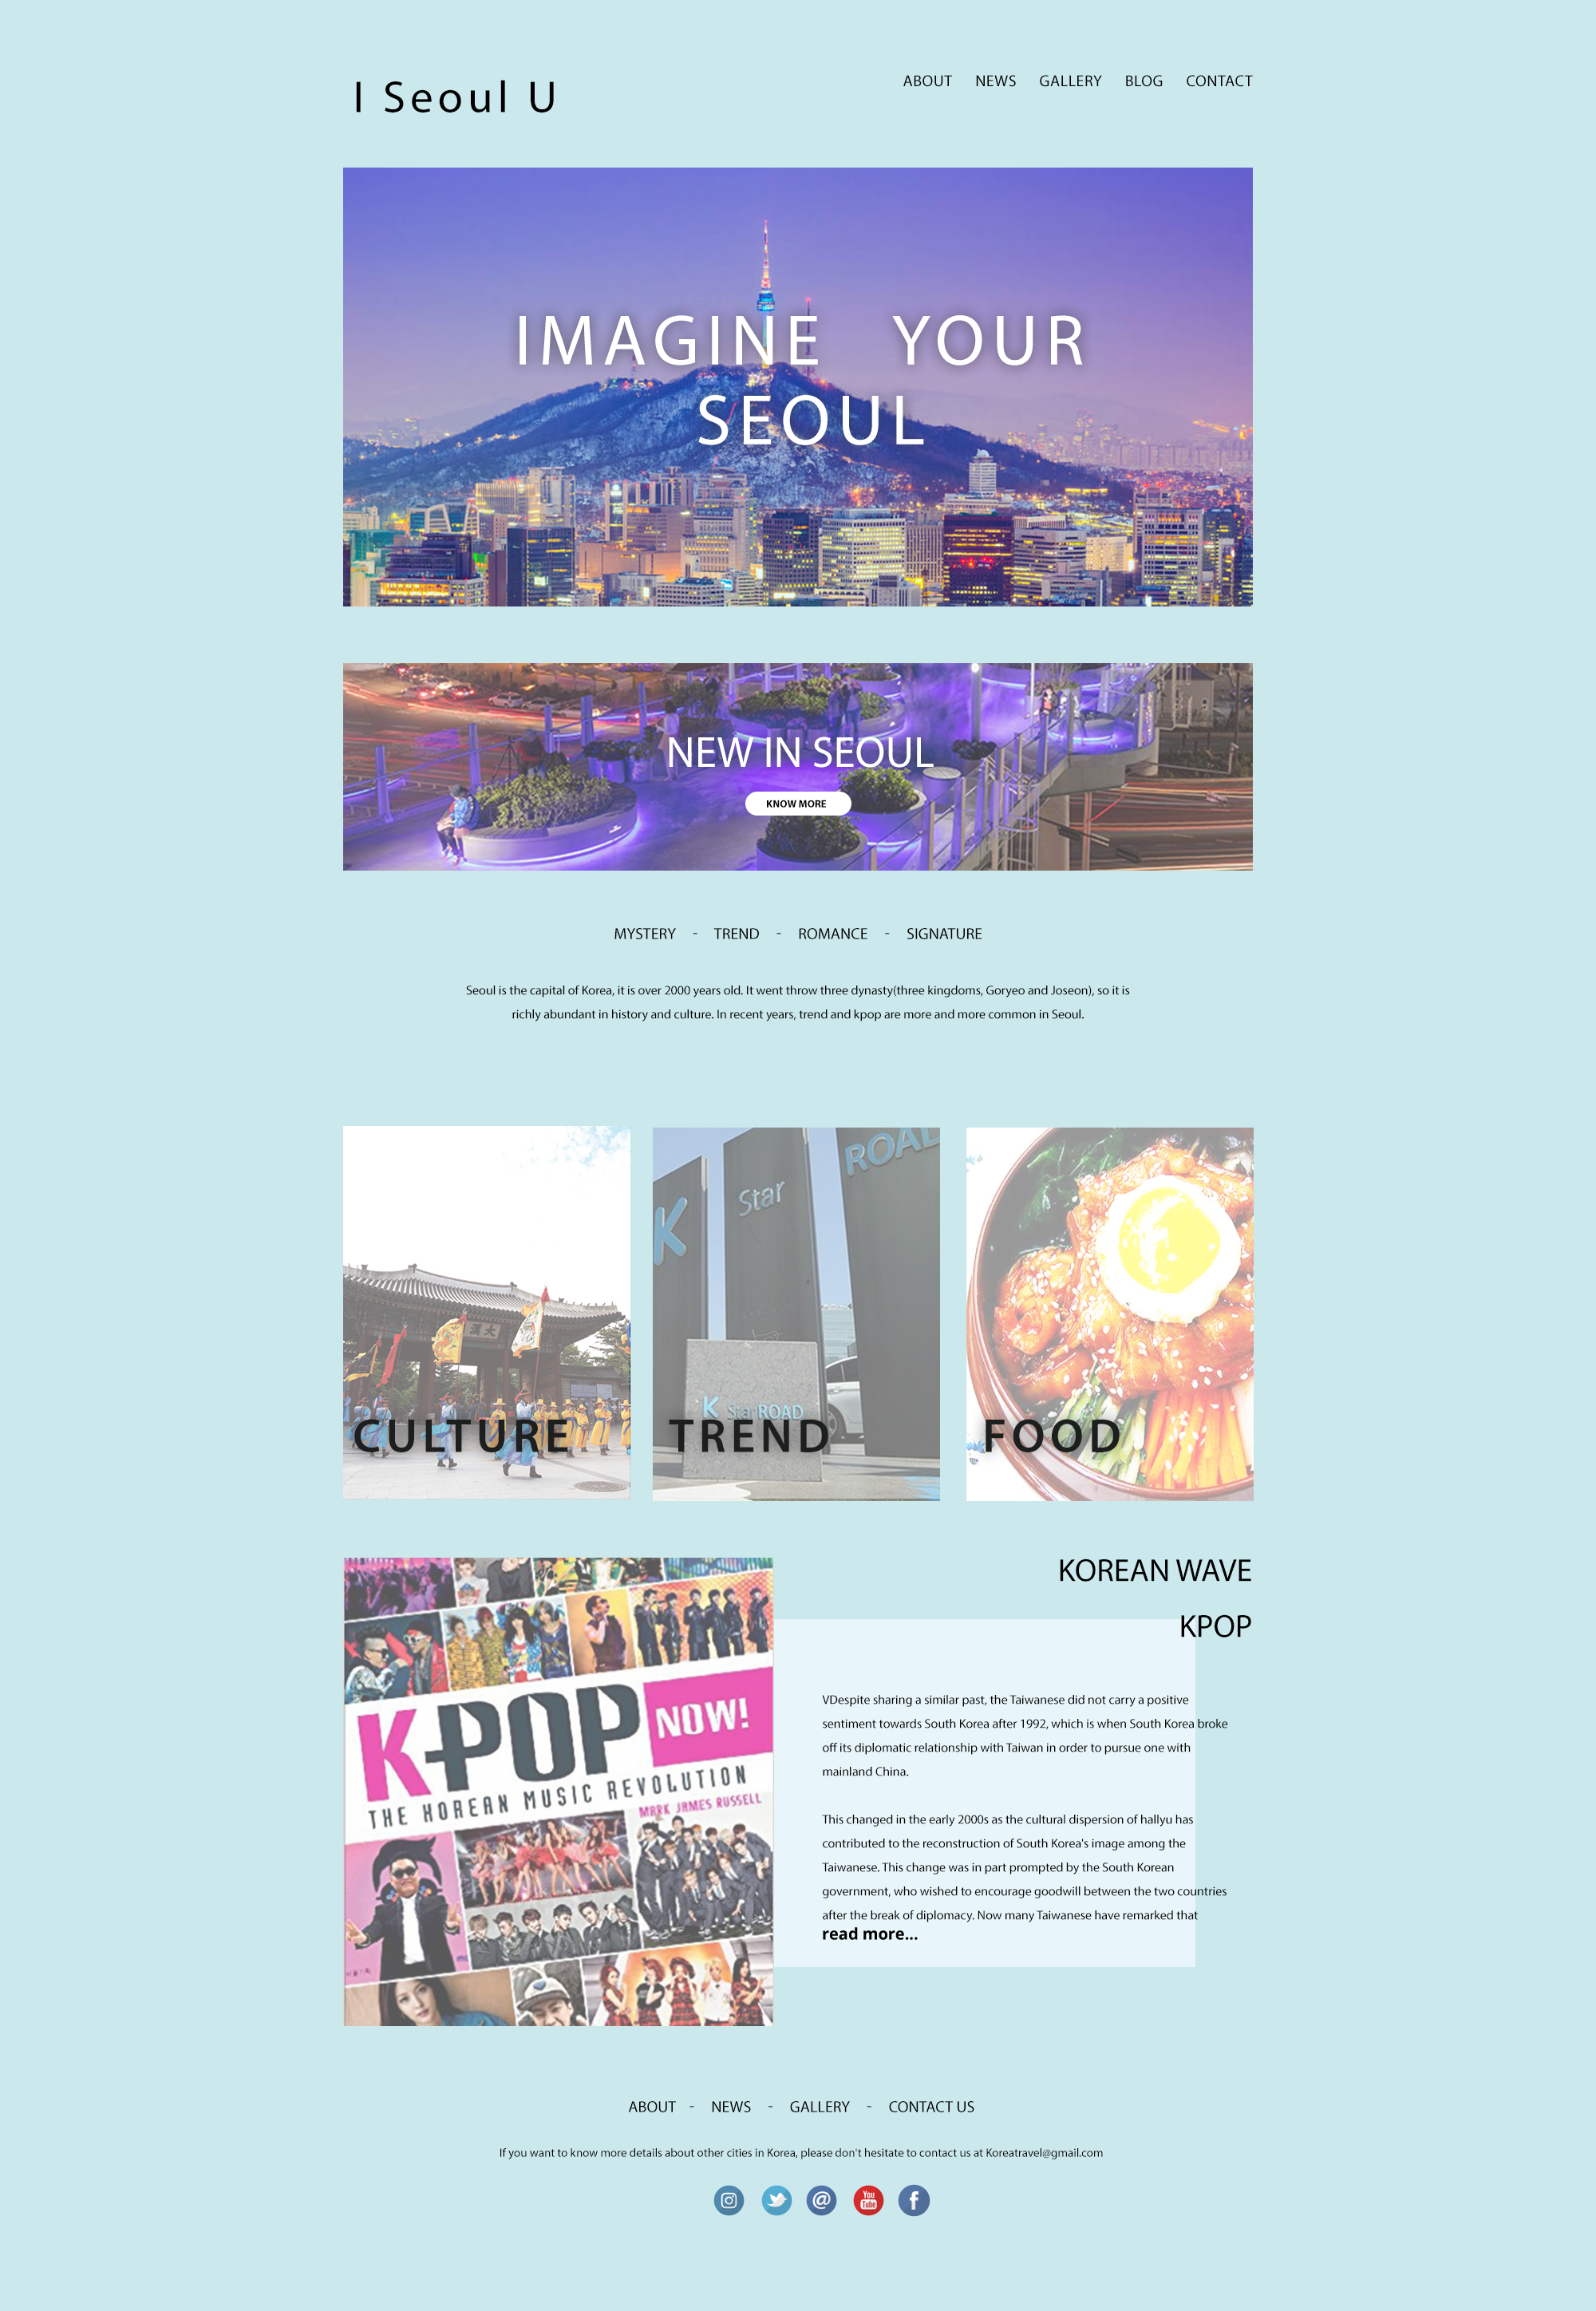 I Seoul U
ABOUT NEWS GALLERY BLOG CONTACT
IMAGINE YOUR
SEOUL
NEW IN SEOUL
KNOW MORE
MYSTERY - TREND - ROMANCE - SIGNATURE
Seoul is the capital of Korea, it is over 2000 years old. It went throw three dynasty(three kingdoms, Goryeo and Joseon), so it is
richly abundant in history and culture. In recent years, trend and kpop are more and more common in Seoul.
大漢
CULTURE
K Star ROAD
K Star ROAD
TREND
FOOD
KOREAN WAVE
KPOP
K-POP NOW!
THE KOREAN MUSIC REVOLUTION
MARK JAMES RUSSELL
VDespite sharing a similar past, the Taiwanese did not carry a positive
sentiment towards South Korea after 1992, which is when South Korea broke
off its diplomatic relationship with Taiwan in order to pursue one with
mainland China.
This changed in the early 2000s as the cultural dispersion of hallyu has
contributed to the reconstruction of South Korea's image among the
Taiwanese. This change was in part prompted by the South Korean
government, who wished to encourage goodwill between the two countries
after the break of diplomacy. Now many Taiwanese have remarked that
read more...
ABOUT - NEWS - GALLERY - CONTACT US
If you want to know more details about other cities in Korea, please don't hesitate to contact us at Koreatravel@gmail.com
@
You
Tube
f